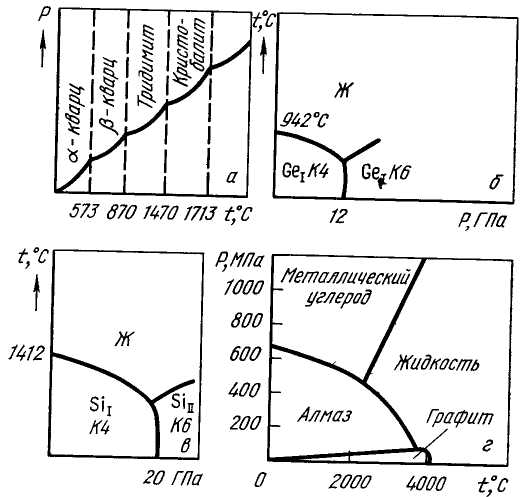 P
α-кварц
β-кварц
Тридимит
Кристо-
балит
а
573 870 1470 1713 t,°C
t,°C
Ж
942°C
GeI K4
K6
б
12
P, ГПа
t,°C
1412
Ж
SiI
K4
SiII
K6
в
20 ГПа
P, МПа
1000
800
600
400
200
Металлический
углерод
Жидкость
Алмаз
Графит
г
0 2000 4000 t,°C